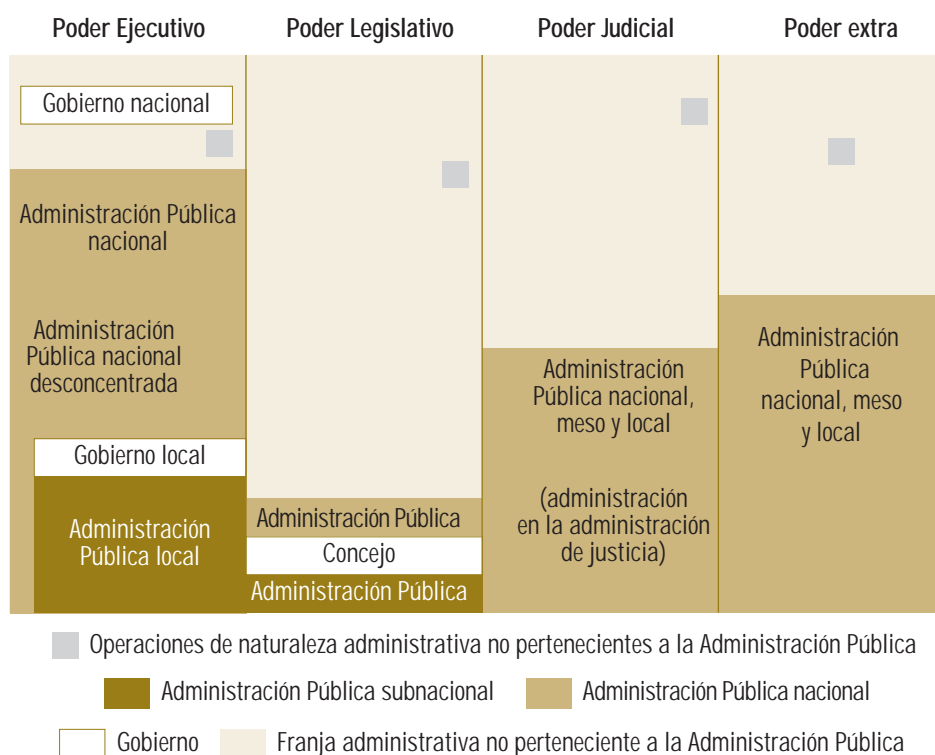 Poder Ejecutivo
Poder Legislativo
Poder Judicial
Poder extra
Gobierno nacional
Administración Pública
nacional
Administración
Pública nacional
desconcentrada
Gobierno local
Administración
Pública local
Administración Pública
Concejo
Administración Pública
Administración
Pública nacional,
meso y local
(administración
en la administración
de justicia)
Administración
Pública
nacional, meso
y local
Operaciones de naturaleza administrativa no pertenecientes a la Administración Pública
Administración Pública subnacional
Administración Pública nacional
Gobierno
Franja administrativa no perteneciente a la Administración Pública